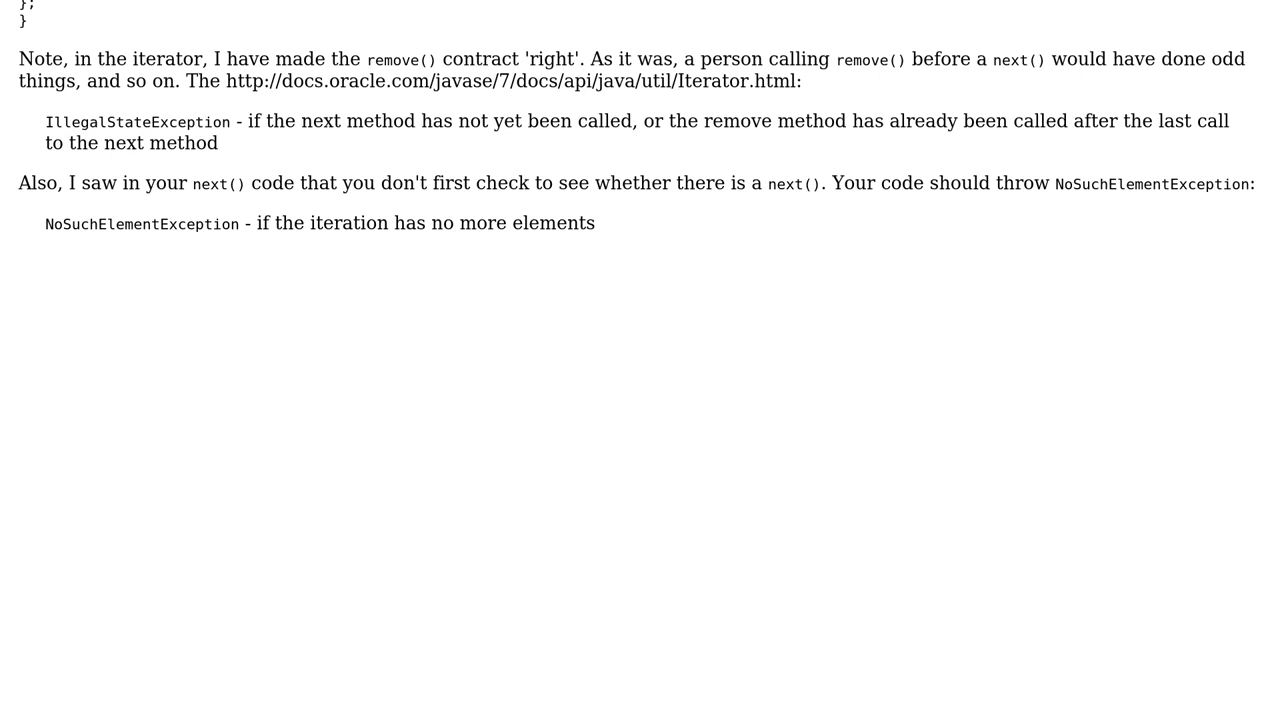 };
}
Note, in the iterator, I have made the remove() contract 'right'. As it was, a person calling remove() before a next() would have done odd
things, and so on. The http://docs.oracle.com/javase/7/docs/api/java/util/Iterator.html:
IllegalStateException - if the next method has not yet been called, or the remove method has already been called after the last call
to the next method
Also, I saw in your next() code that you don't first check to see whether there is a next(). Your code should throw NoSuchElementException:
NoSuchElementException - if the iteration has no more elements